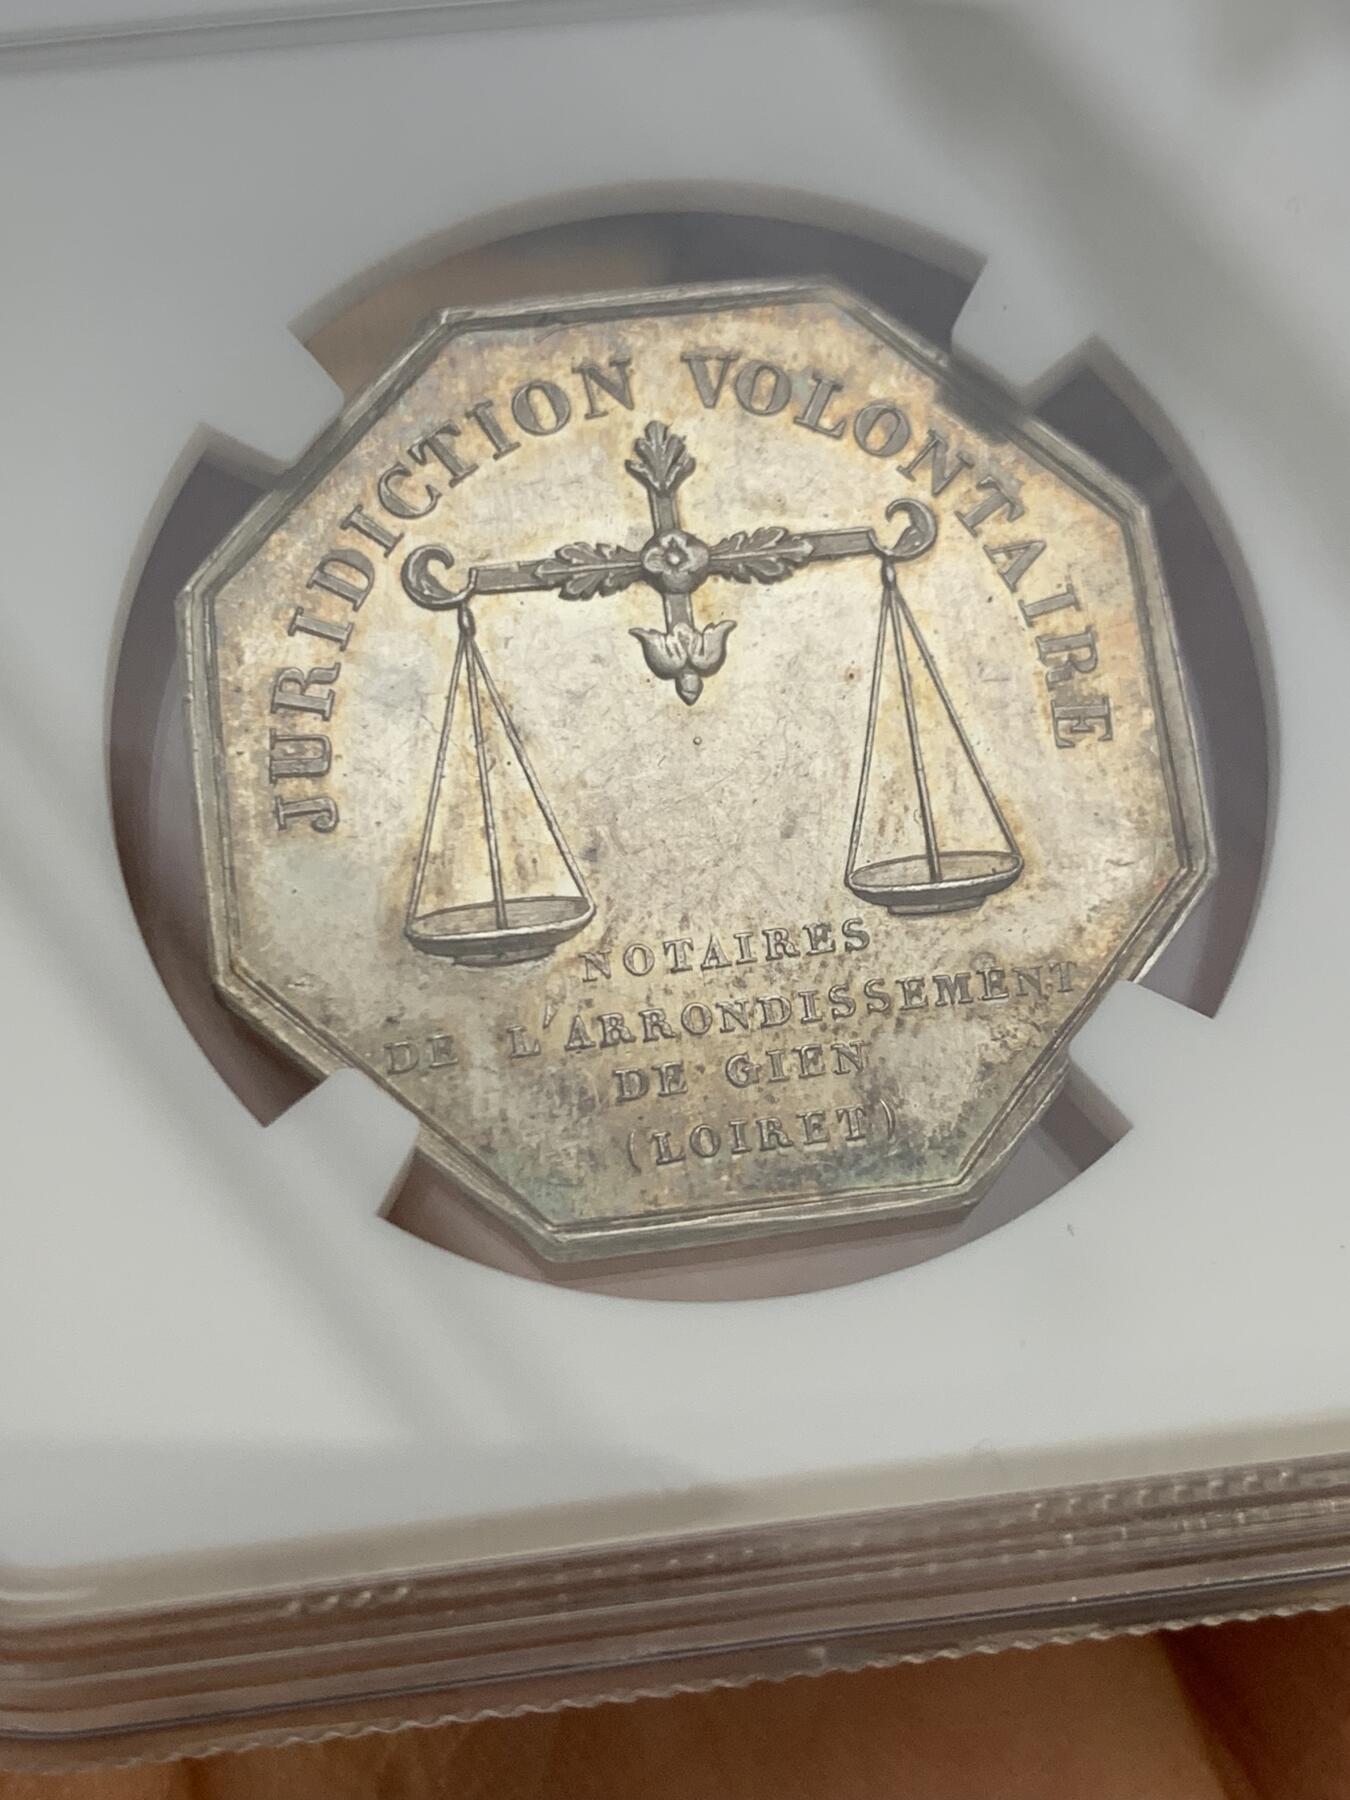 JURIDICTION VOLONTAIRE
NOTAIRES
DE L'ARRONDISSEMENT
DE GIEN
(LOIRET)